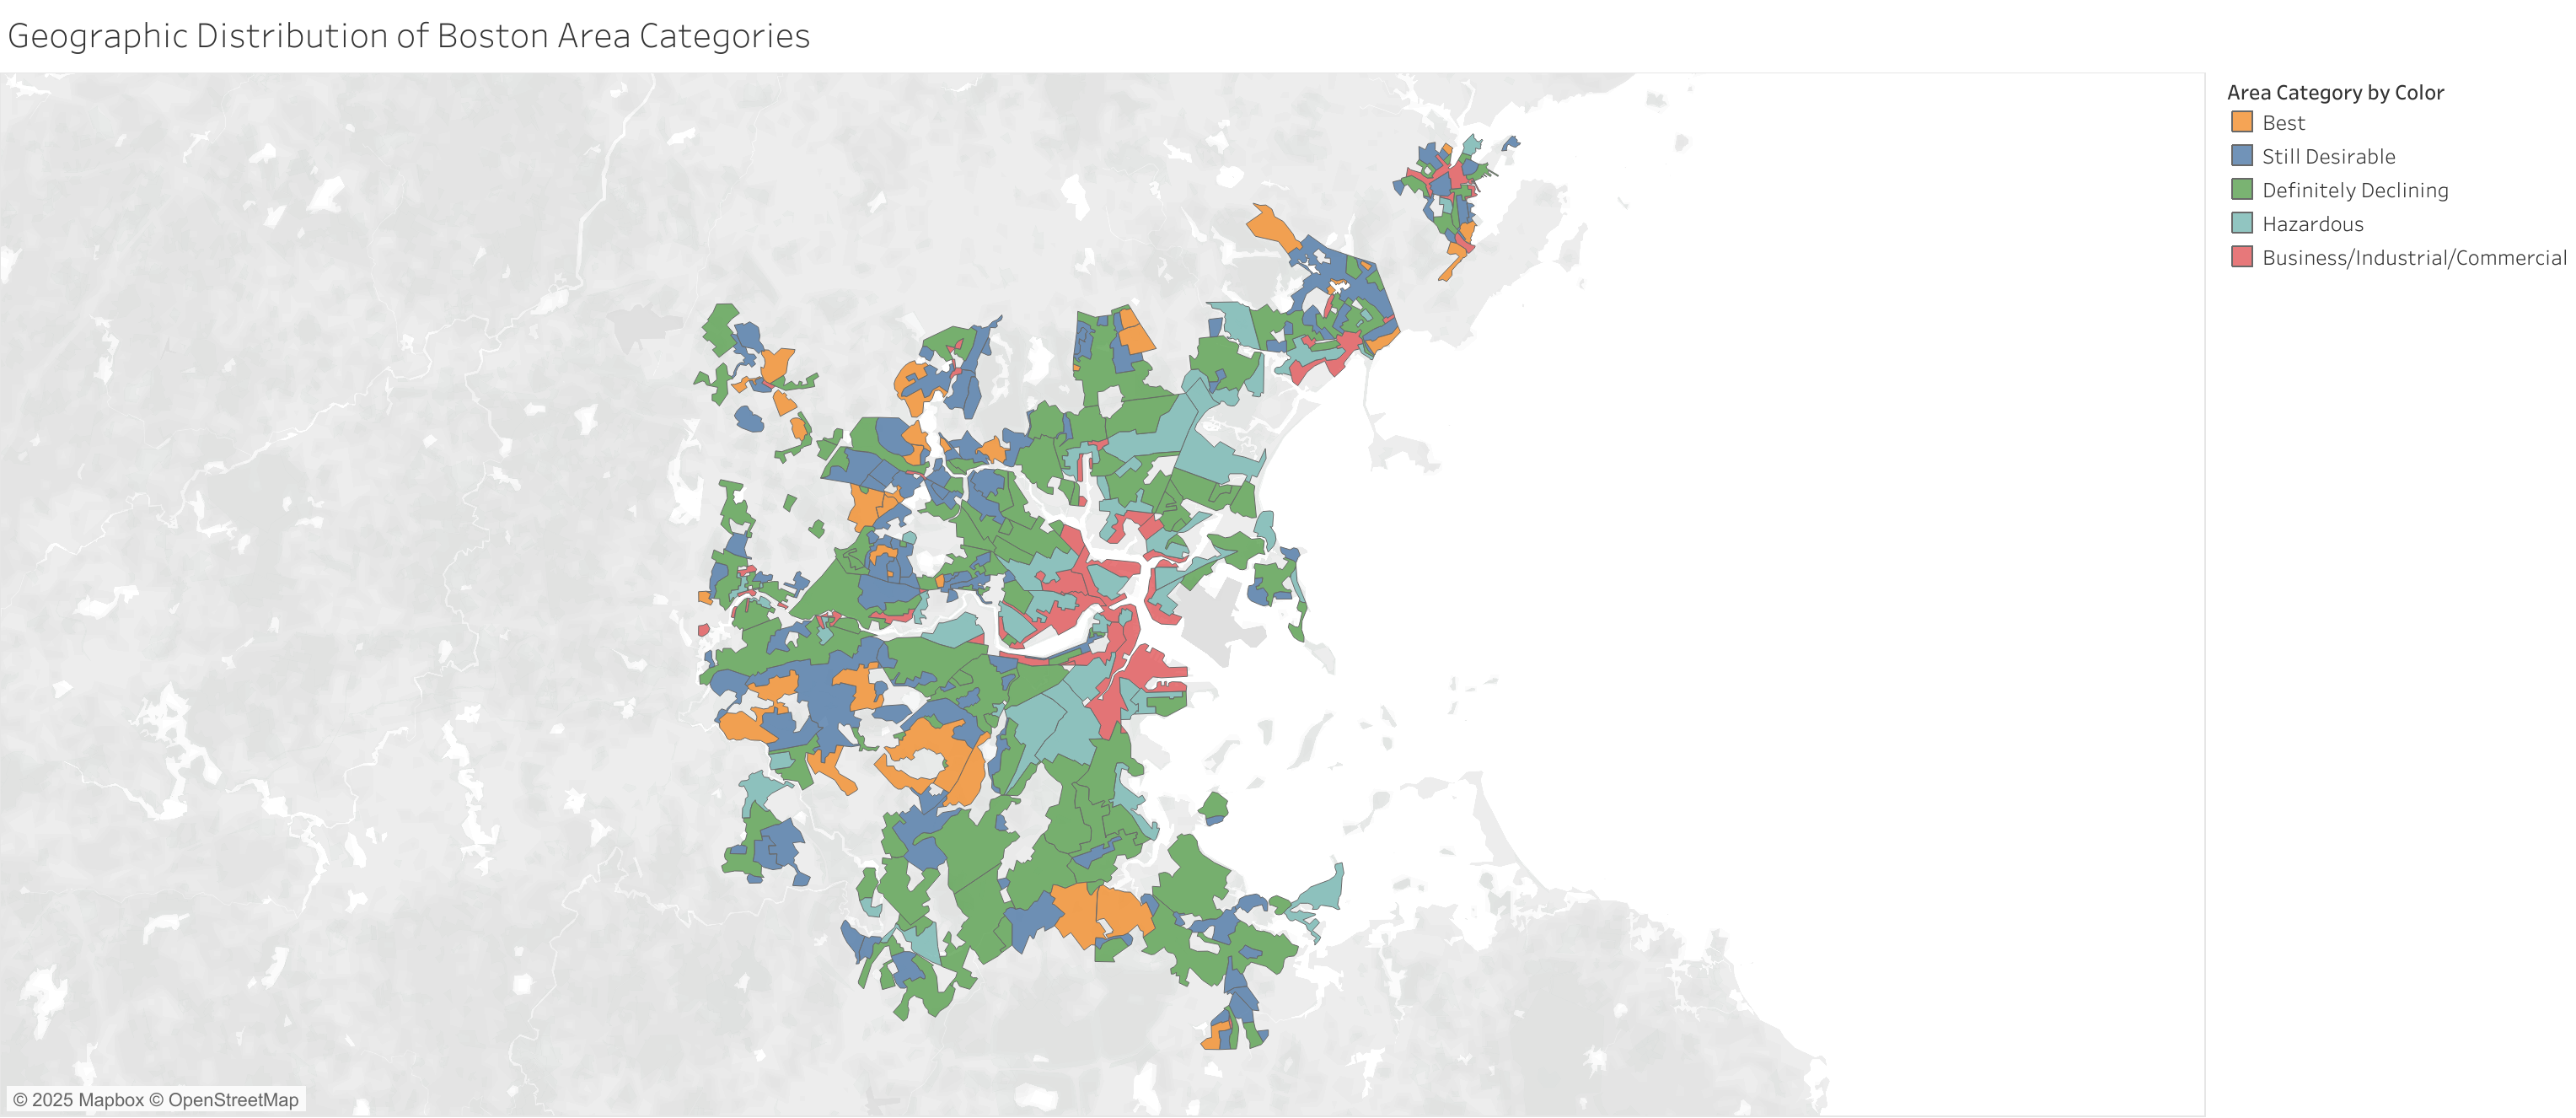 Geographic Distribution of Boston Area Categories
Area Category by Color
Best
Still Desirable
Definitely Declining
Hazardous
Business/Industrial/Commercial
© 2025 Mapbox © OpenStreetMap